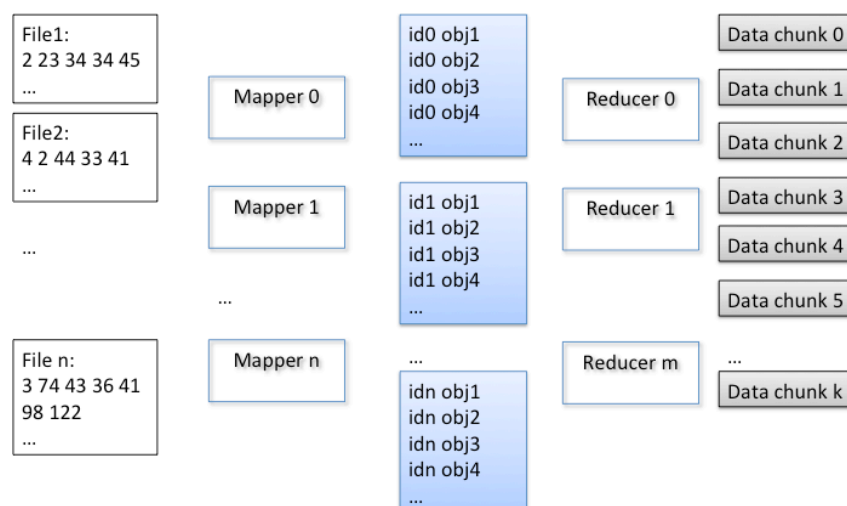 File1:
2 23 34 34 45
...
File2:
4 2 44 33 41
...
...
File n:
3 74 43 36 41
98 122
...
Mapper 0
Mapper 1
...
Mapper n
id0 obj1
id0 obj2
id0 obj3
id0 obj4
...
id1 obj1
id1 obj2
id1 obj3
id1 obj4
...
...
idn obj1
idn obj2
idn obj3
idn obj4
...
Reducer 0
Reducer 1
Reducer m
Data chunk 0
Data chunk 1
Data chunk 2
Data chunk 3
Data chunk 4
Data chunk 5
...
Data chunk k